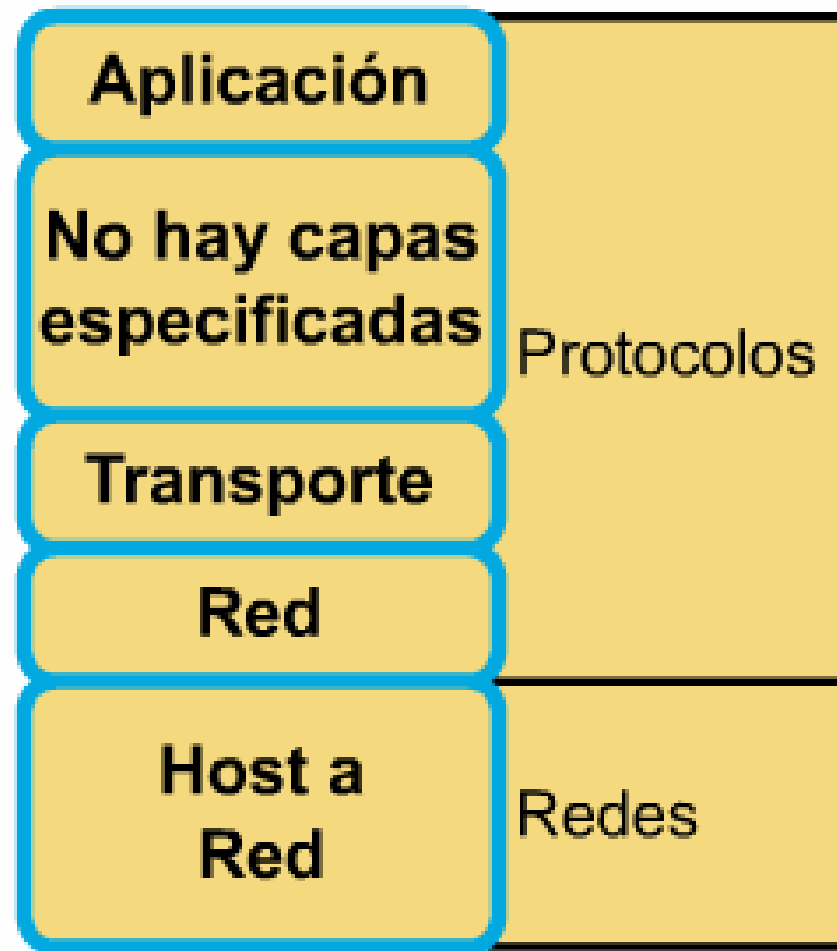 Aplicación
No hay capas
especificadas
Protocolos
Transporte
Red
Host a
Red
Redes